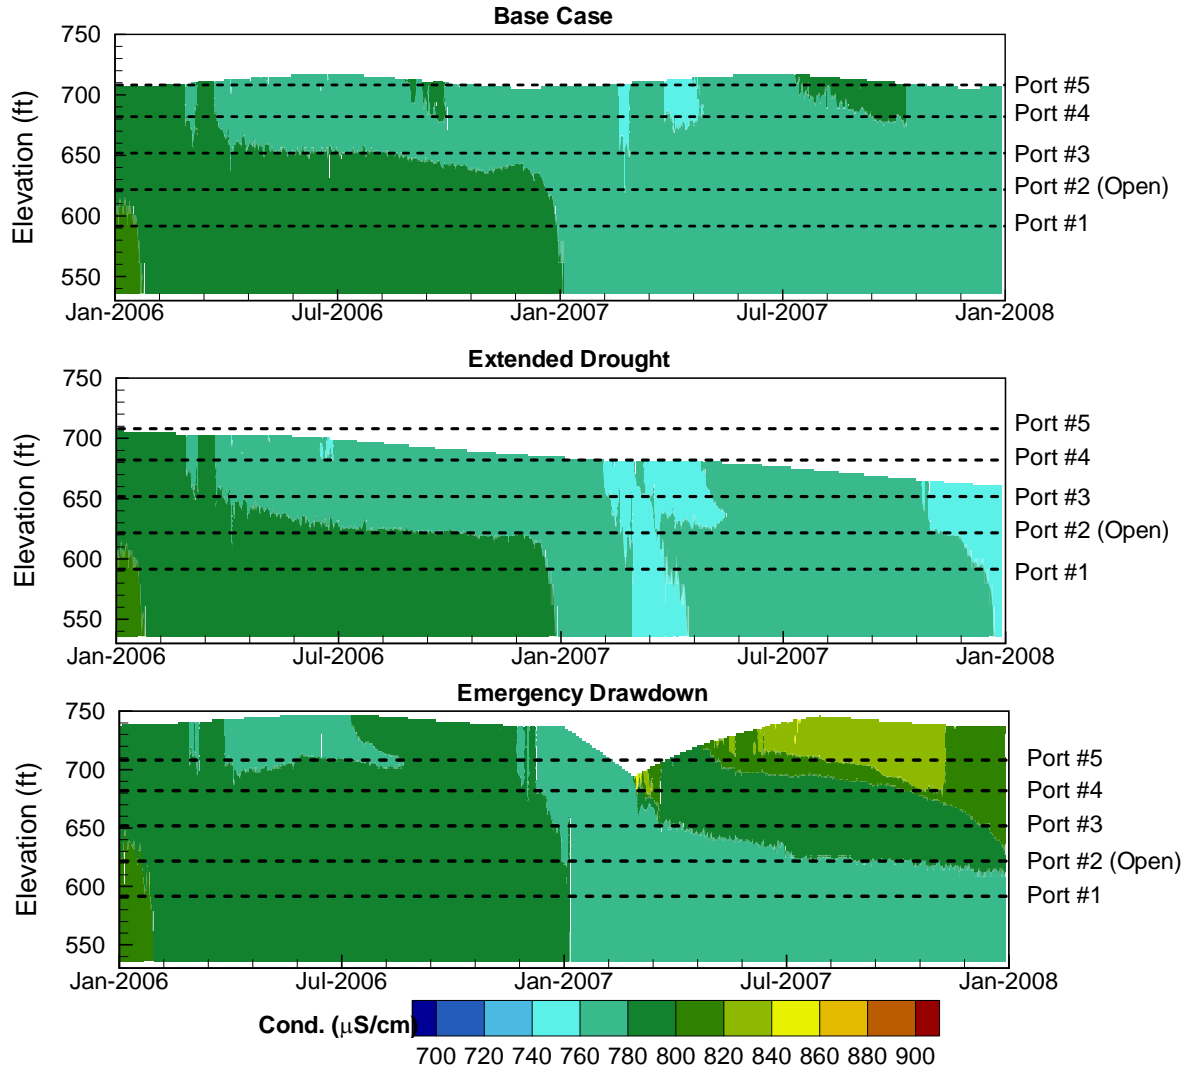 Base Case
Elevation (ft)
750
700
650
600
550
Port #5
Port #4
Port #3
Port #2 (Open)
Port #1
Jan-2006 Jul-2006 Jan-2007 Jul-2007 Jan-2008
Extended Drought
Elevation (ft)
750
700
650
600
550
Port #5
Port #4
Port #3
Port #2 (Open)
Port #1
Jan-2006 Jul-2006 Jan-2007 Jul-2007 Jan-2008
Emergency Drawdown
Elevation (ft)
750
700
650
600
550
Port #5
Port #4
Port #3
Port #2 (Open)
Port #1
Jan-2006 Jul-2006 Jan-2007 Jul-2007 Jan-2008
Cond. (μS/cm)
700 720 740 760 780 800 820 840 860 880 900